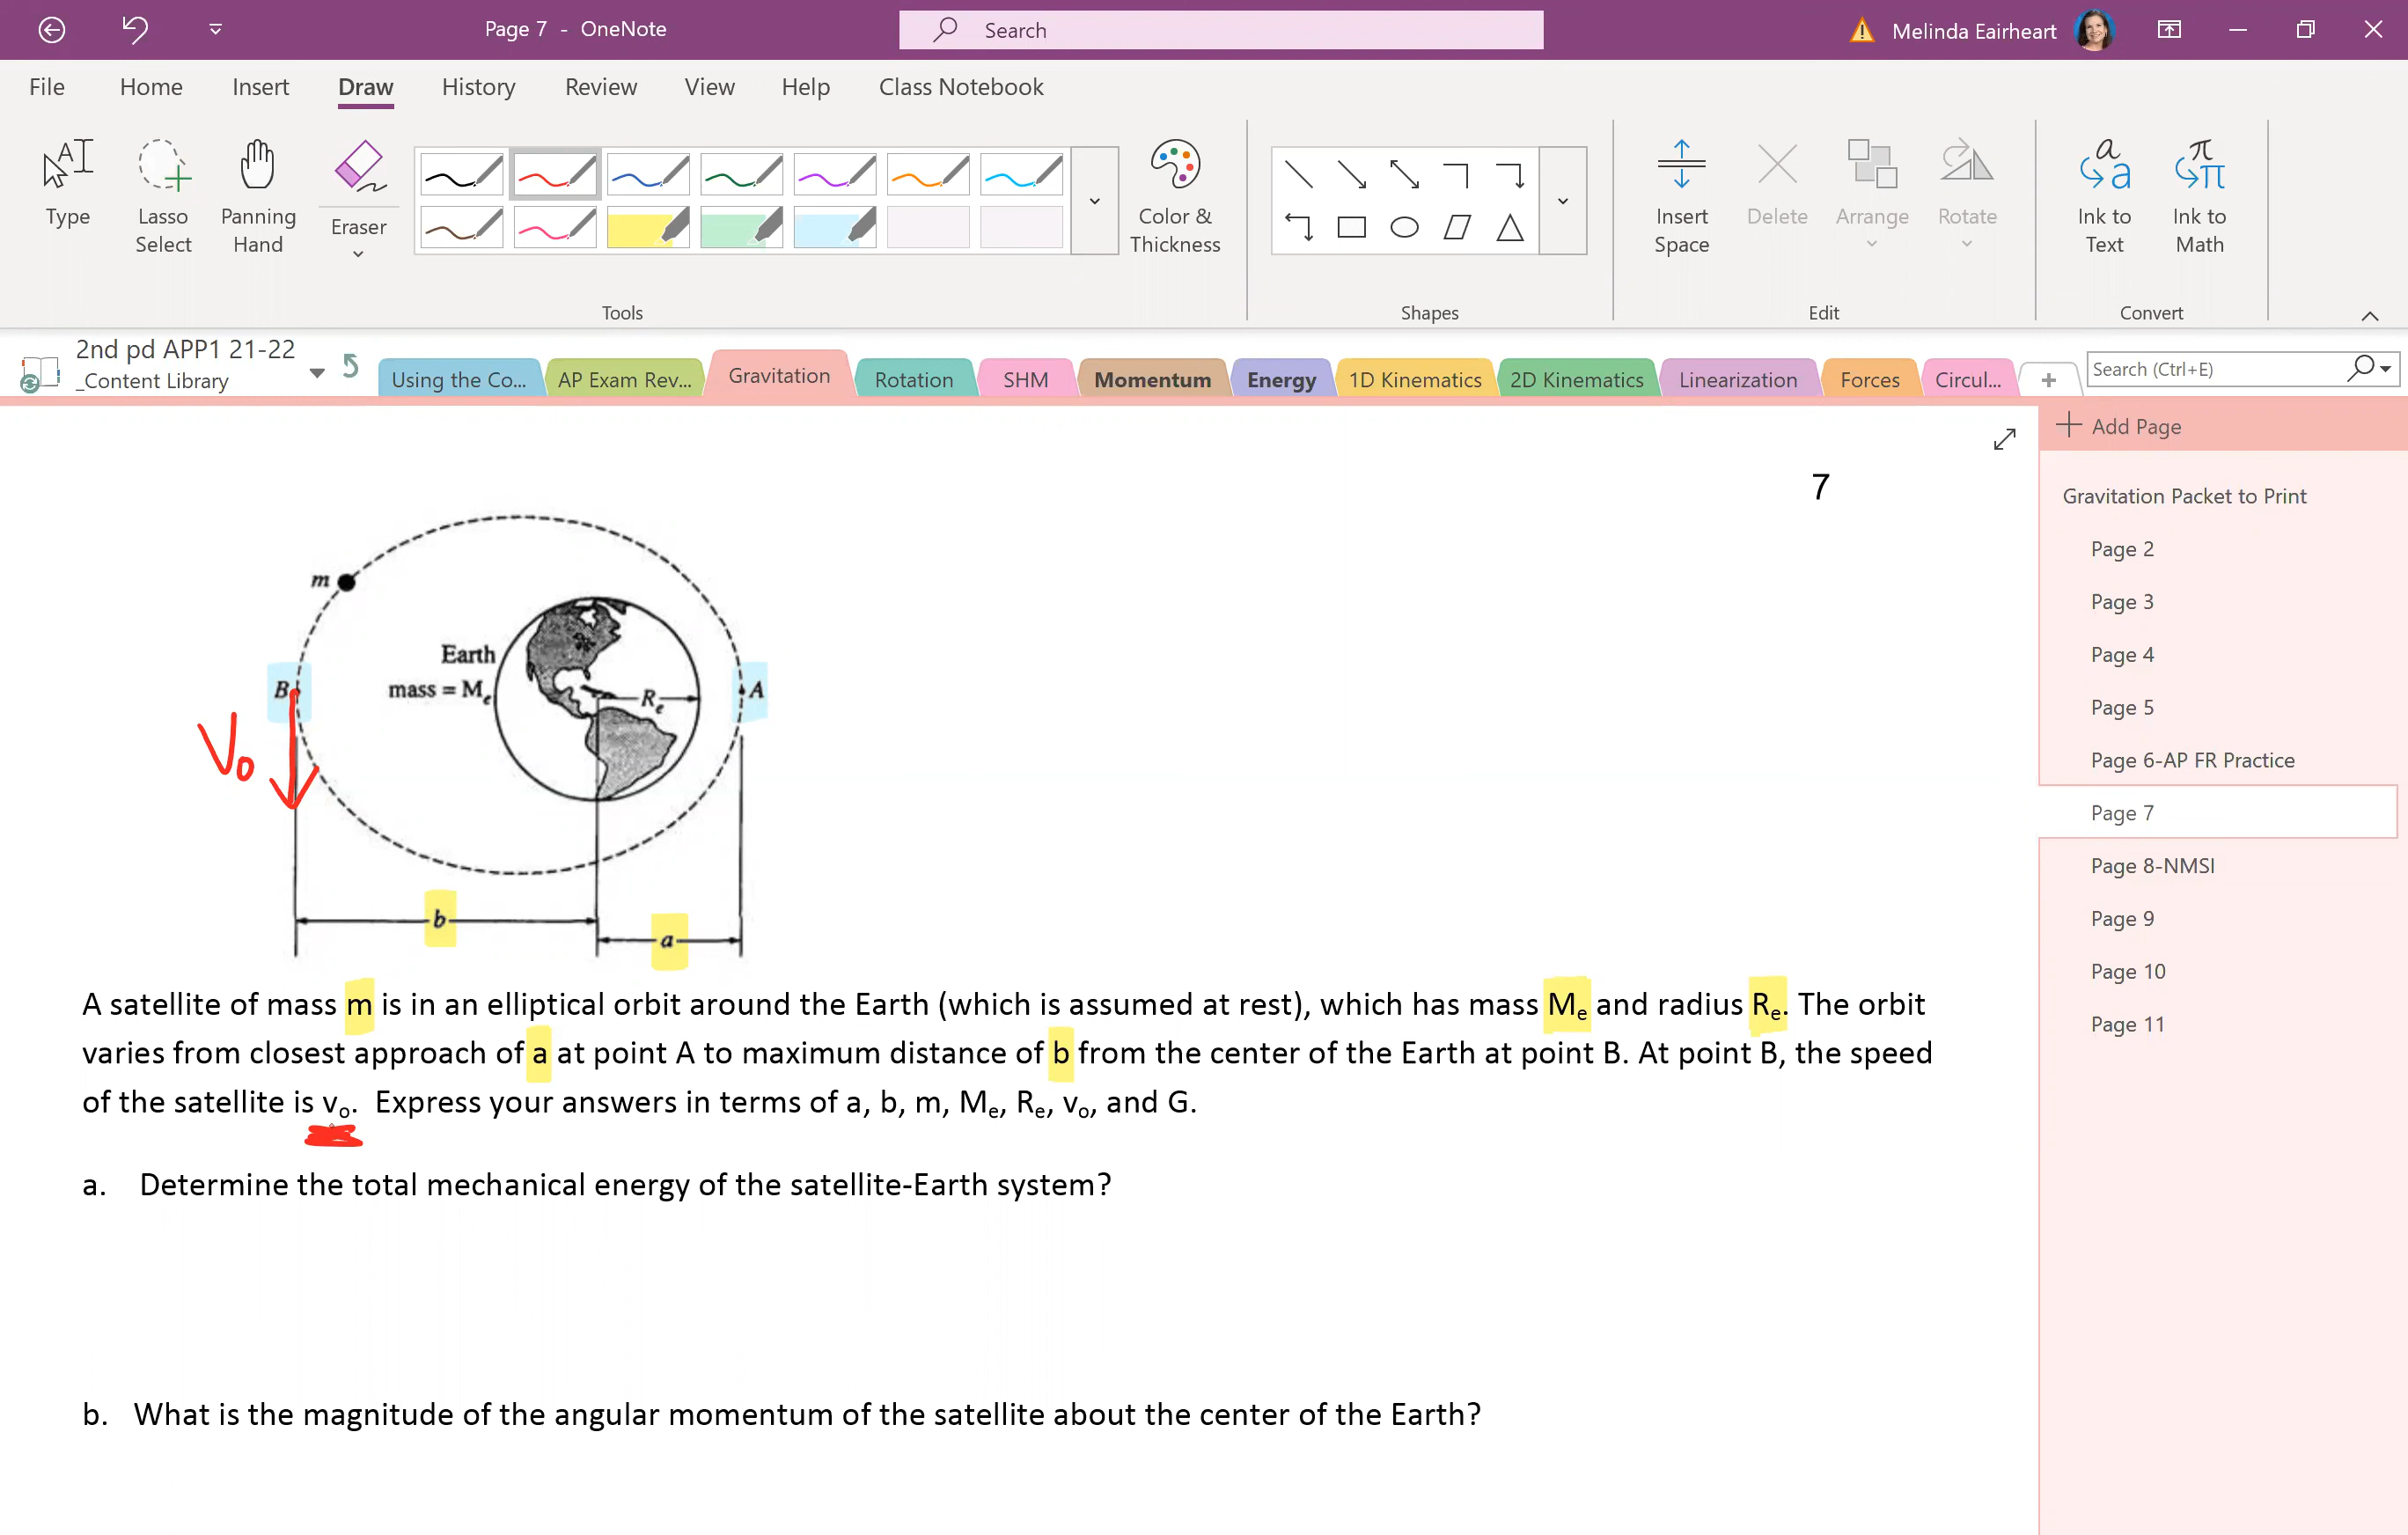 Page 7 - OneNote
Search
Melinda Eairheart
File Home Insert Draw History Review View Help Class Notebook
Type
Lasso Select
Panning Hand
Eraser
Color & Thickness
Insert Space
Delete
Arrange
Rotate
Ink to Text
Ink to Math
Tools
Shapes
Edit
Convert
2nd pd APP1 21-22
_Content Library
Using the Co... AP Exam Rev... Gravitation Rotation SHM Momentum Energy 1D Kinematics 2D Kinematics Linearization Forces Circul... +
Search (Ctrl+E)
Add Page
Gravitation Packet to Print
Page 2
Page 3
Page 4
Page 5
Page 6-AP FR Practice
Page 7
Page 8-NMSI
Page 9
Page 10
Page 11
7
m
Earth
mass = Mₑ
Rₑ
B
A
V₀
b
a
A satellite of mass m is in an elliptical orbit around the Earth (which is assumed at rest), which has mass Mₑ and radius Rₑ. The orbit
varies from closest approach of a at point A to maximum distance of b from the center of the Earth at point B. At point B, the speed
of the satellite is vₒ. Express your answers in terms of a, b, m, Mₑ, Rₑ, vₒ, and G.
a. Determine the total mechanical energy of the satellite-Earth system?
b. What is the magnitude of the angular momentum of the satellite about the center of the Earth?